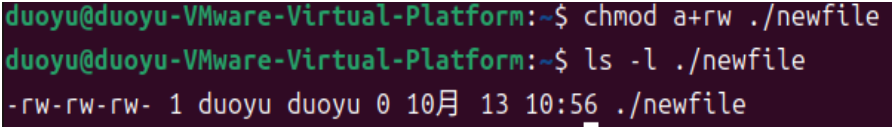 duoyu@duoyu-VMware-Virtual-Platform:~$ chmod a+rw ./newfile
duoyu@duoyu-VMware-Virtual-Platform:~$ ls -l ./newfile
-rw-rw-rw- 1 duoyu duoyu 0 10月 13 10:56 ./newfile